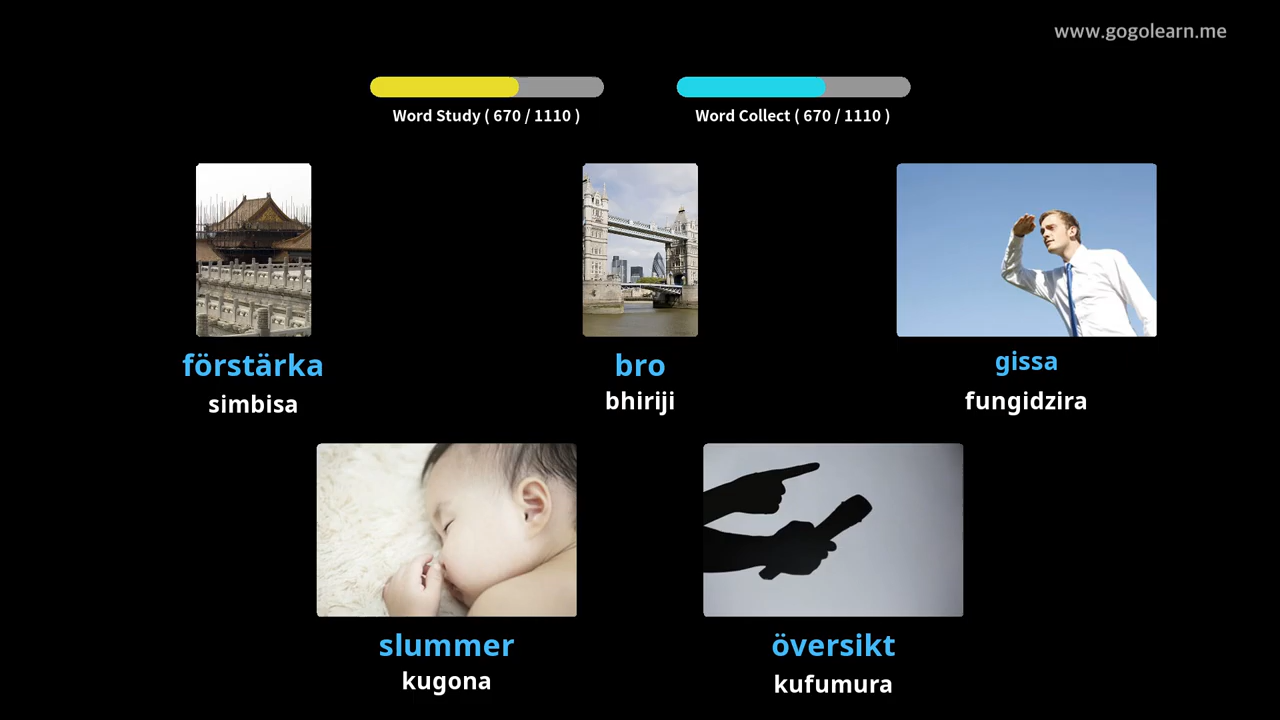 www.gogolearn.me
Word Study ( 670 / 1110 )
Word Collect ( 670 / 1110 )
förstärka
simbisa
bro
bhiriji
gissa
fungidzira
slummer
kugona
översikt
kufumura